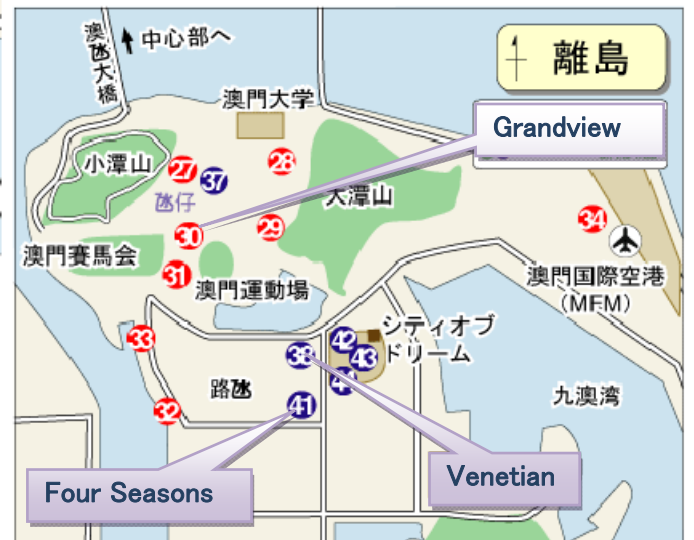 中心部へ
澳氹大橋
離島
澳門大学
Grandview
小潭山
27
37
28
氹仔
大潭山
30
29
34
澳門賽馬会
31
澳門運動場
澳門国際空港
(MFM)
33
42
シティオブ
ドリーム
38
43
路氹
41
32
九澳湾
Four Seasons
Venetian